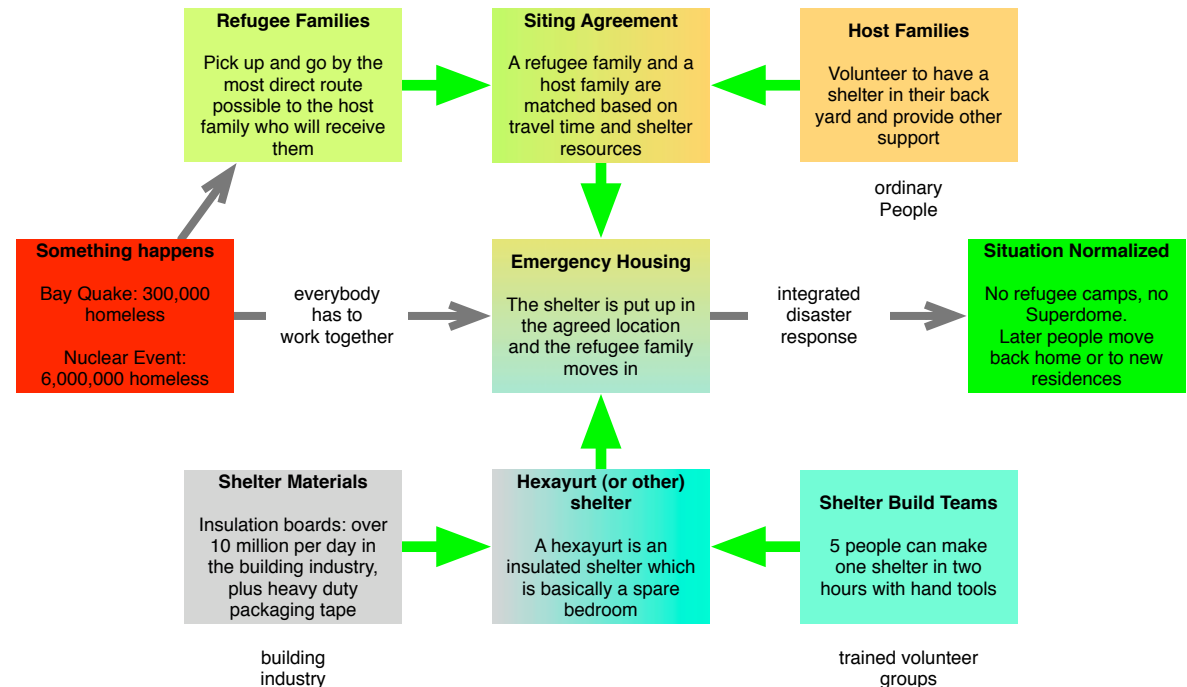 Refugee Families
Pick up and go by the
most direct route
possible to the host
family who will receive
them
Siting Agreement
A refugee family and a
host family are
matched based on
travel time and shelter
resources
Host Families
Volunteer to have a
shelter in their back
yard and provide other
support
ordinary
People
Something happens
Bay Quake: 300,000
homeless
Nuclear Event:
6,000,000 homeless
everybody
has to
work together
Emergency Housing
The shelter is put up in
the agreed location
and the refugee family
moves in
integrated
disaster
response
Situation Normalized
No refugee camps, no
Superdome.
Later people move
back home or to new
residences
Shelter Materials
Insulation boards: over
10 million per day in
the building industry,
plus heavy duty
packaging tape
Hexayurt (or other)
shelter
A hexayurt is an
insulated shelter which
is basically a spare
bedroom
Shelter Build Teams
5 people can make
one shelter in two
hours with hand tools
building
industry
trained volunteer
groups